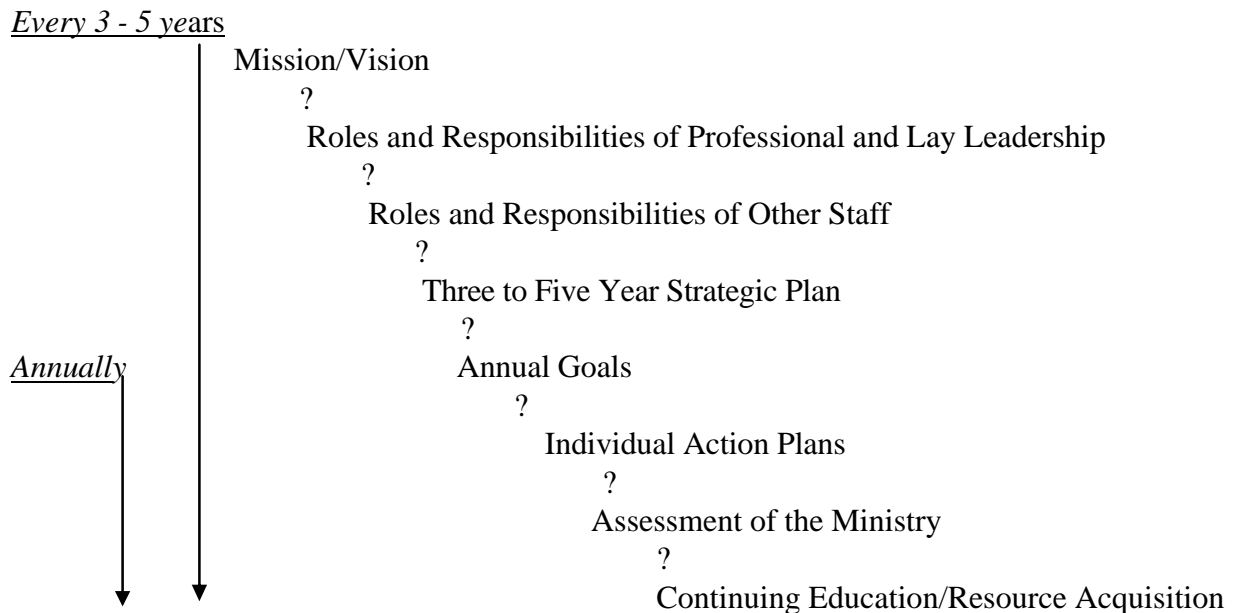 Every 3 - 5 years
Mission/Vision
?
Roles and Responsibilities of Professional and Lay Leadership
?
Roles and Responsibilities of Other Staff
?
Three to Five Year Strategic Plan
?
Annually Annual Goals
?
Individual Action Plans
?
Assessment of the Ministry
?
Continuing Education/Resource Acquisition